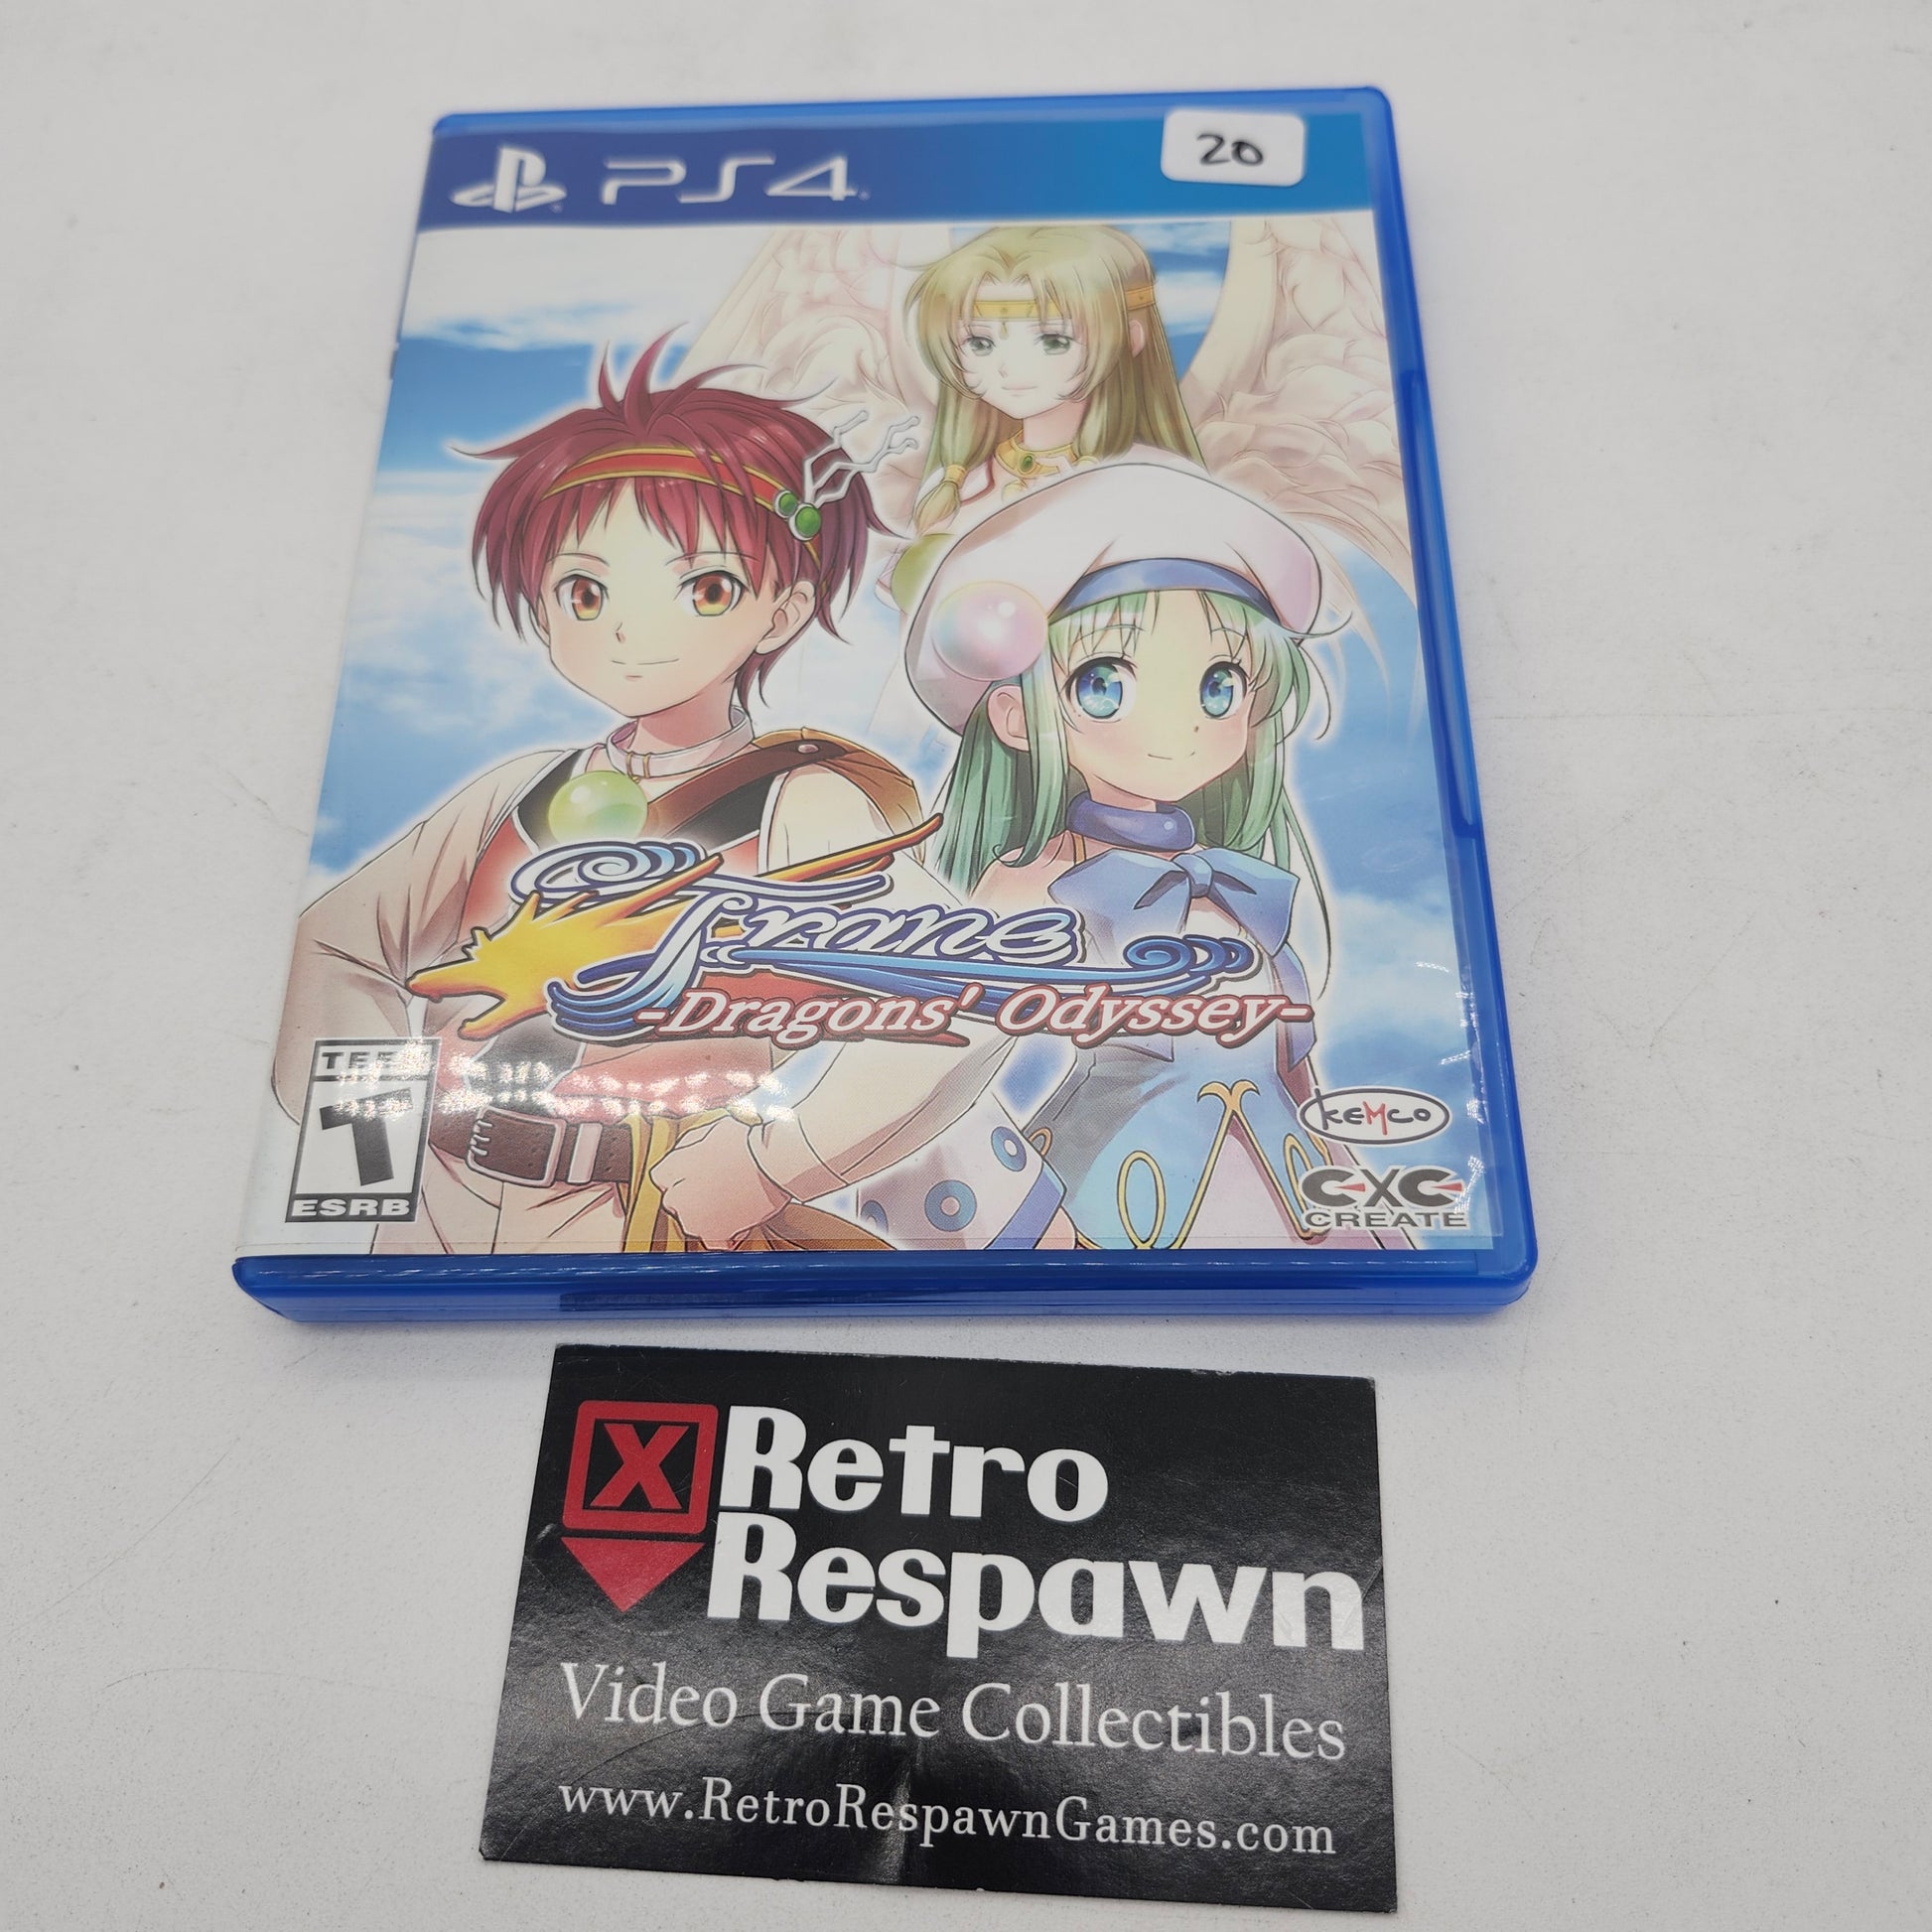 PS4
20
Frane
-Dragons' Odyssey-
TEEN
T
ESRB
KEMCO
CXC
CREATE
X Retro
Respawn
Video Game Collectibles
www.RetroRespawnGames.com